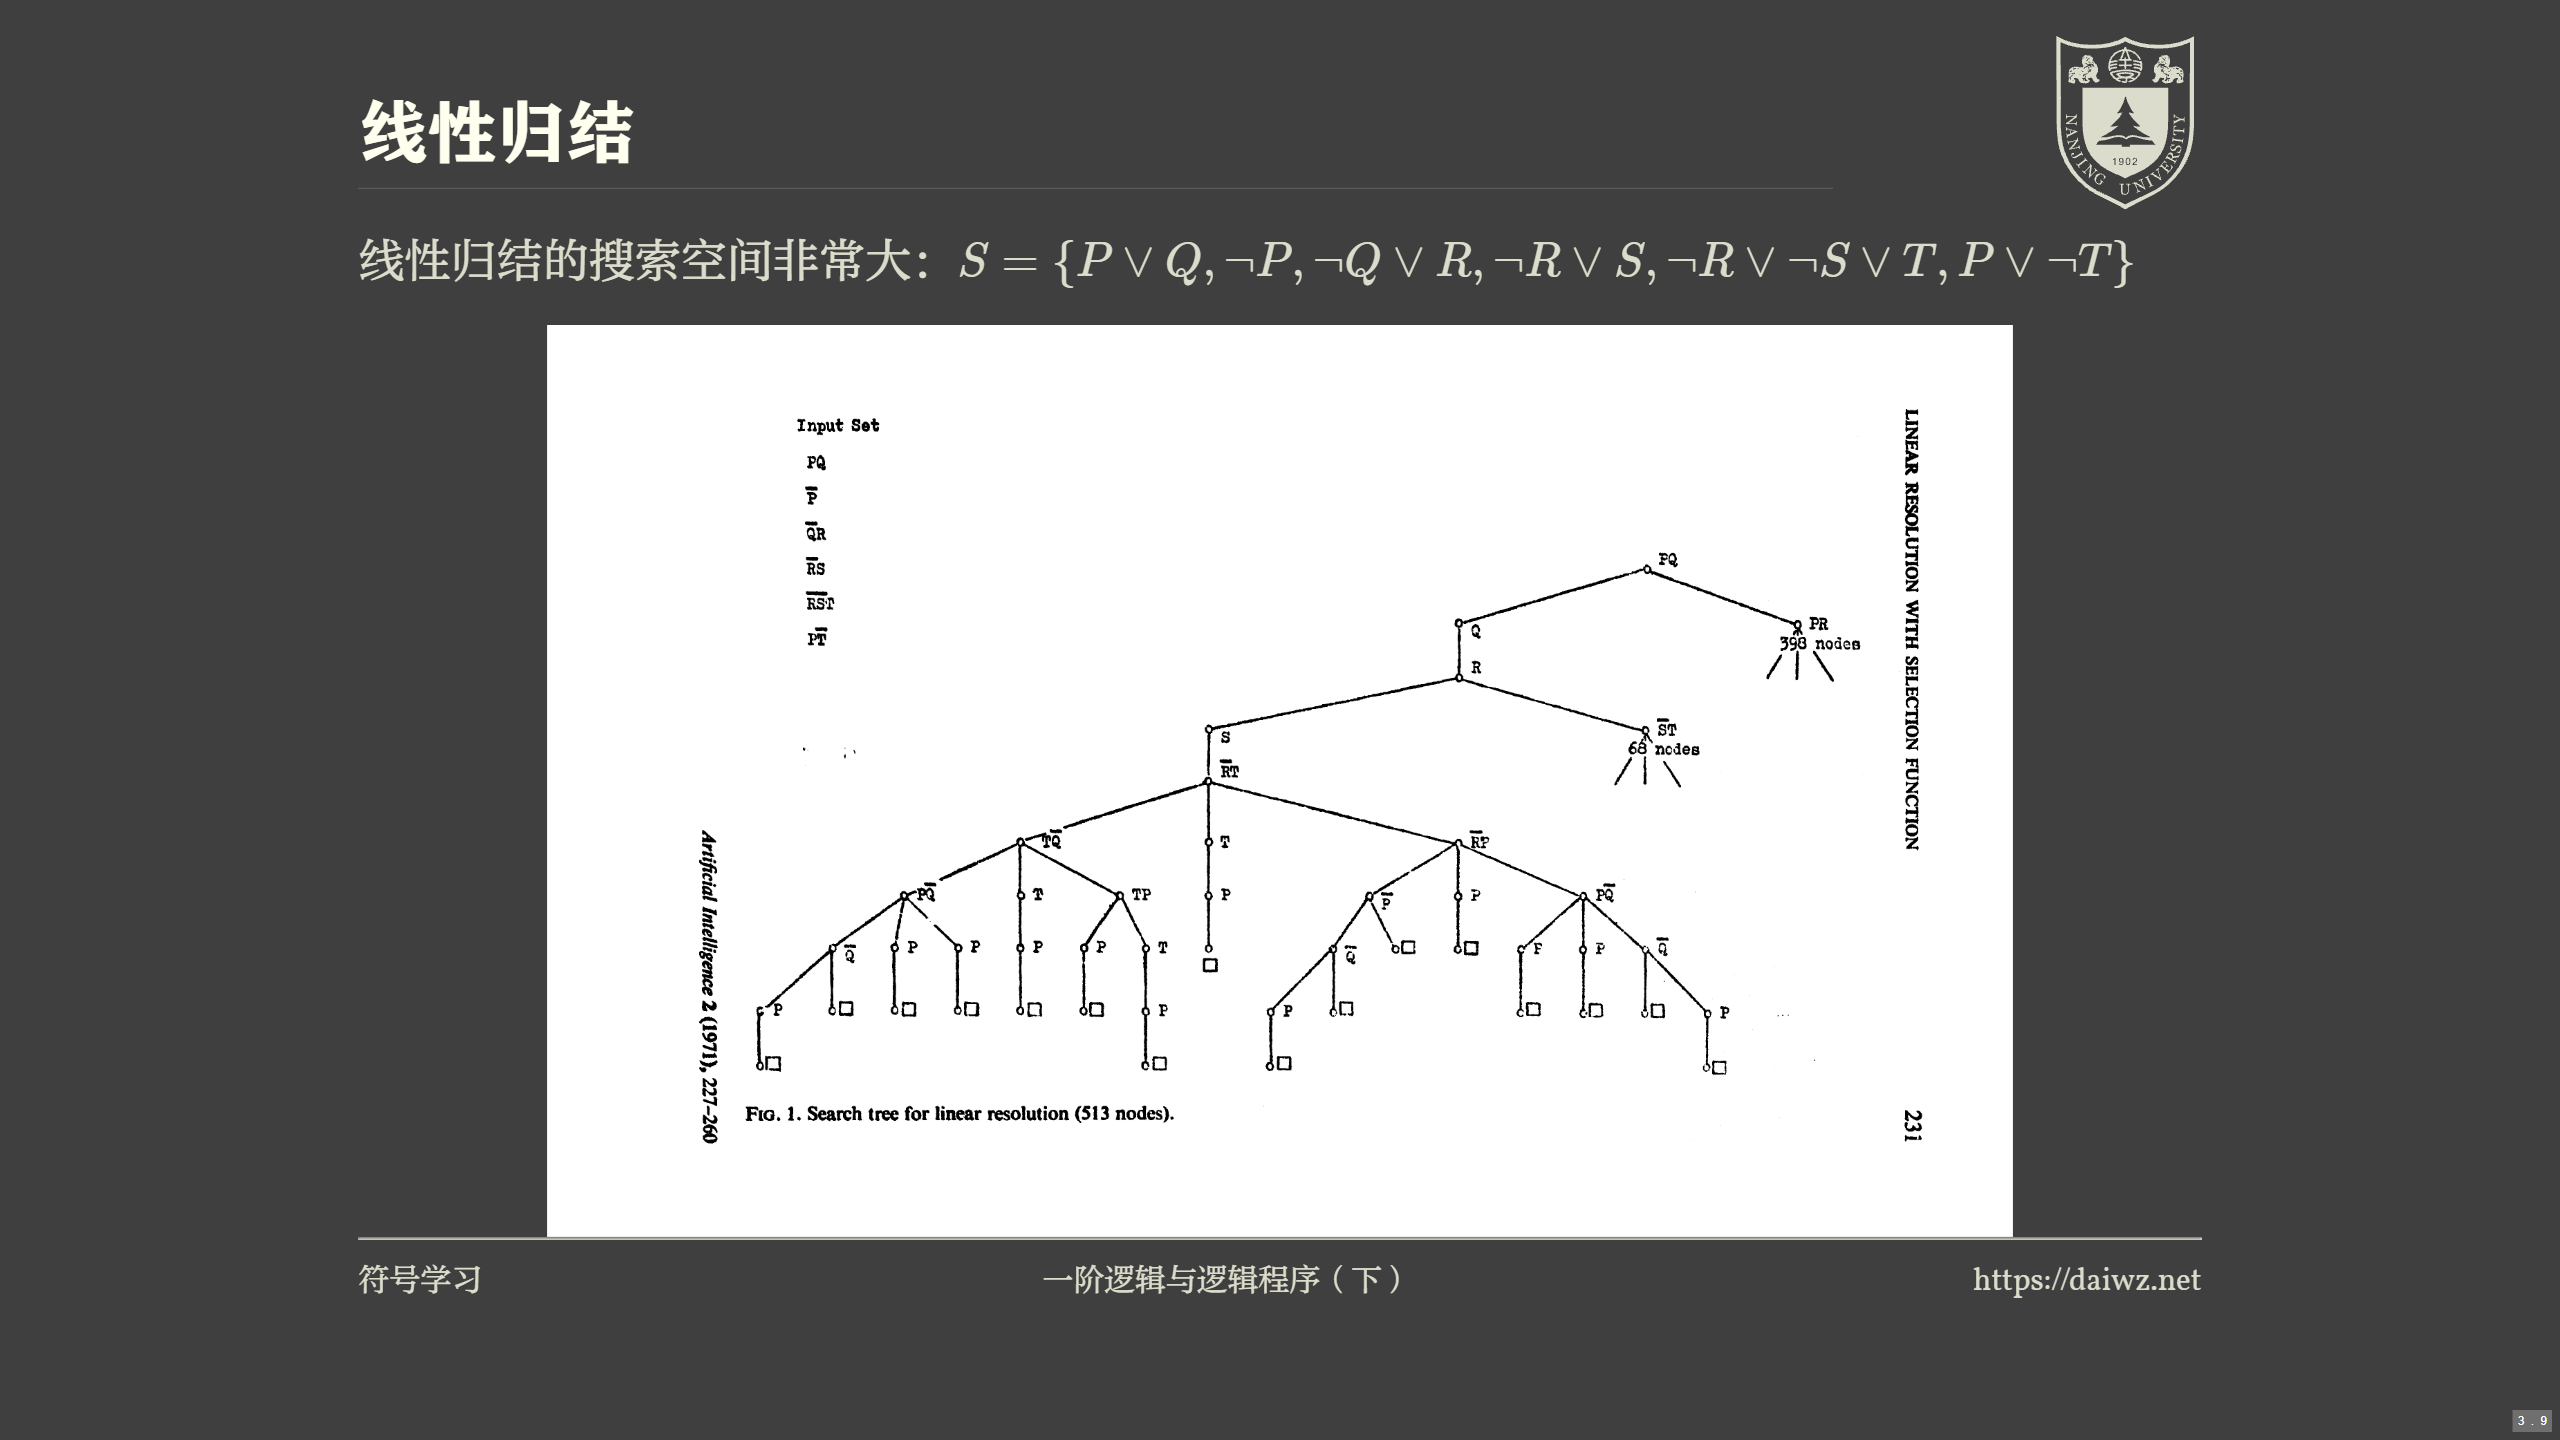 线性归结
NANJING UNIVERSITY
1902
线性归结的搜索空间非常大：S = {P ∨ Q, ¬P, ¬Q ∨ R, ¬R ∨ S, ¬R ∨ ¬S ∨ T, P ∨ ¬T}
Input Set
PQ
P̅
Q̅R
R̅S
R̅S̅T
PT̅
LINEAR RESOLUTION WITH SELECTION FUNCTION
PQ
Q
PR
398 nodes
R
S
S̅T
68 nodes
R̅T
TQ̅
T
R̅P
PQ̅
T
TP
P
P̅
P
PQ̅
Q̅
P
P
P
P
T
□
Q̅
□
□
P
P
Q̅
P
□
□
□
□
□
P
P
□
□
□
□
P
□
□
□
□
Artificial Intelligence 2 (1971), 227–260
FIG. 1. Search tree for linear resolution (513 nodes).
231
符号学习
一阶逻辑与逻辑程序（下）
https://daiwz.net
3.9